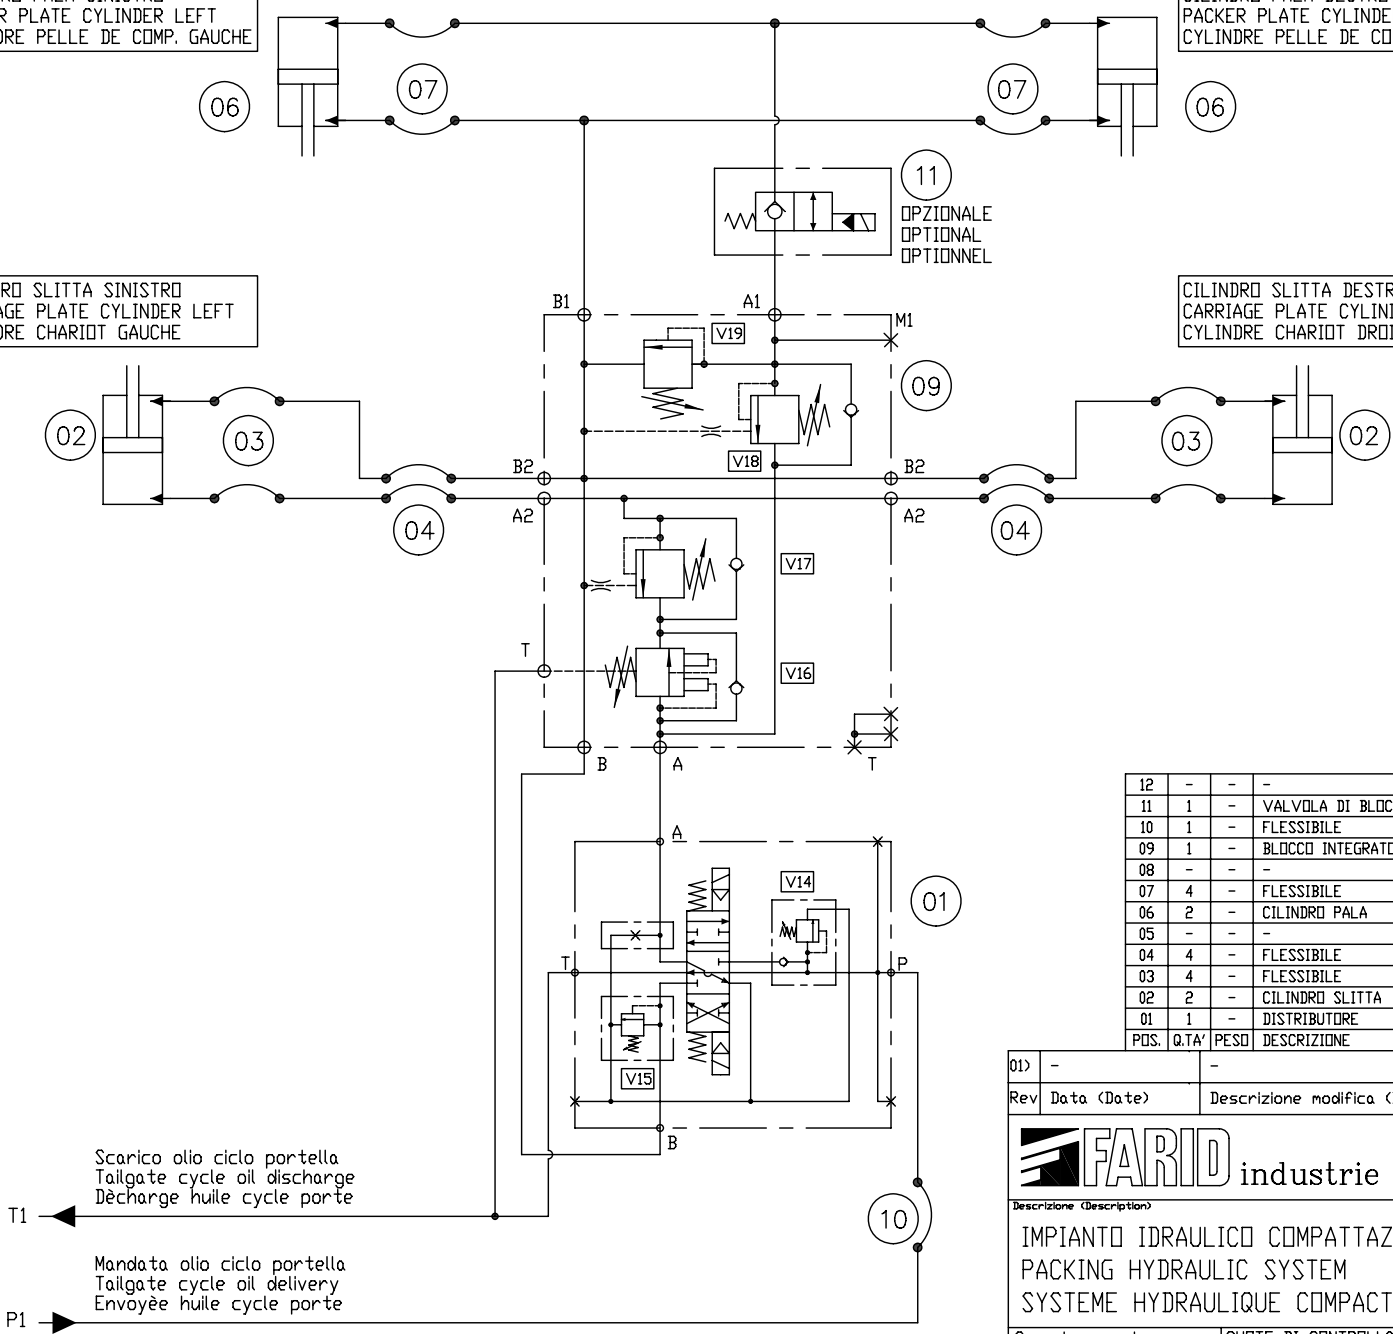 R PLATE CYLINDER LEFT
DRE PELLE DE COMP. GAUCHE
PACKER PLATE CYLINDE
CYLINDRE PELLE DE CO
06
07
07
06
11
OPZIONALE
OPTIONAL
OPTIONNEL
RO SLITTA SINISTRO
AGE PLATE CYLINDER LEFT
DRE CHARIOT GAUCHE
CILINDRO SLITTA DESTR
CARRIAGE PLATE CYLIN
CYLINDRE CHARIOT DROI
B1
A1
M1
V19
09
02
03
03
02
V18
B2
B2
A2
A2
04
04
V17
T
V16
B
A
T
A
V14
01
T
P
V15
B
12 - - -
11 1 - VALVOLA DI BLOC
10 1 - FLESSIBILE
09 1 - BLOCCO INTEGRATO
08 - - -
07 4 - FLESSIBILE
06 2 - CILINDRO PALA
05 - - -
04 4 - FLESSIBILE
03 4 - FLESSIBILE
02 2 - CILINDRO SLITTA
01 1 - DISTRIBUTORE
POS. Q.TA' PESO DESCRIZIONE
01) - -
Rev Data (Date) Descrizione modifica (
FARID industrie
Descrizione (Description)
IMPIANTO IDRAULICO COMPATTAZ
PACKING HYDRAULIC SYSTEM
SYSTEME HYDRAULIQUE COMPACT
Scarico olio ciclo portella
Tailgate cycle oil discharge
Dècharge huile cycle porte
T1
10
Mandata olio ciclo portella
Tailgate cycle oil delivery
Envoyèe huile cycle porte
P1